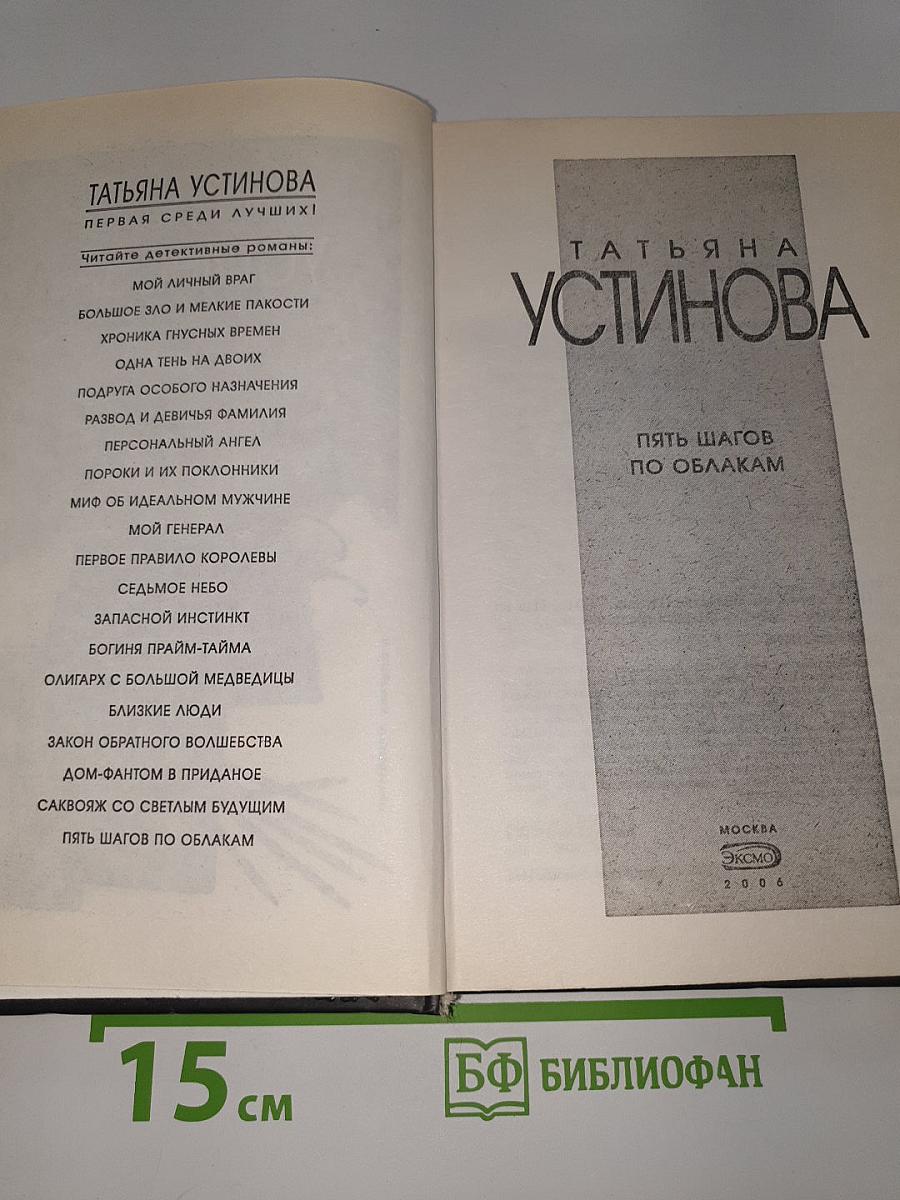 ТАТЬЯНА УСТИНОВА
ПЕРВАЯ СРЕДИ ЛУЧШИХ!
Читайте детективные романы:
МОЙ ЛИЧНЫЙ ВРАГ
БОЛЬШОЕ ЗЛО И МЕЛКИЕ ПАКОСТИ
ХРОНИКА ГНУСНЫХ ВРЕМЕН
ОДНА ТЕНЬ НА ДВОИХ
ПОДРУГА ОСОБОГО НАЗНАЧЕНИЯ
РАЗВОД И ДЕВИЧЬЯ ФАМИЛИЯ
ПЕРСОНАЛЬНЫЙ АНГЕЛ
ПОРОКИ И ИХ ПОКЛОННИКИ
МИФ ОБ ИДЕАЛЬНОМ МУЖЧИНЕ
МОЙ ГЕНЕРАЛ
ПЕРВОЕ ПРАВИЛО КОРОЛЕВЫ
СЕДЬМОЕ НЕБО
ЗАПАСНОЙ ИНСТИНКТ
БОГИНЯ ПРАЙМ-ТАЙМА
ОЛИГАРХ С БОЛЬШОЙ МЕДВЕДИЦЫ
БЛИЗКИЕ ЛЮДИ
ЗАКОН ОБРАТНОГО ВОЛШЕБСТВА
ДОМ-ФАНТОМ В ПРИДАНОЕ
САКВОЯЖ СО СВЕТЛЫМ БУДУЩИМ
ПЯТЬ ШАГОВ ПО ОБЛАКАМ
ТАТЬЯНА
УСТИНОВА
ПЯТЬ ШАГОВ
ПО ОБЛАКАМ
МОСКВА
ЭКСМО
2006
15 см
БФ БИБЛИОФАН